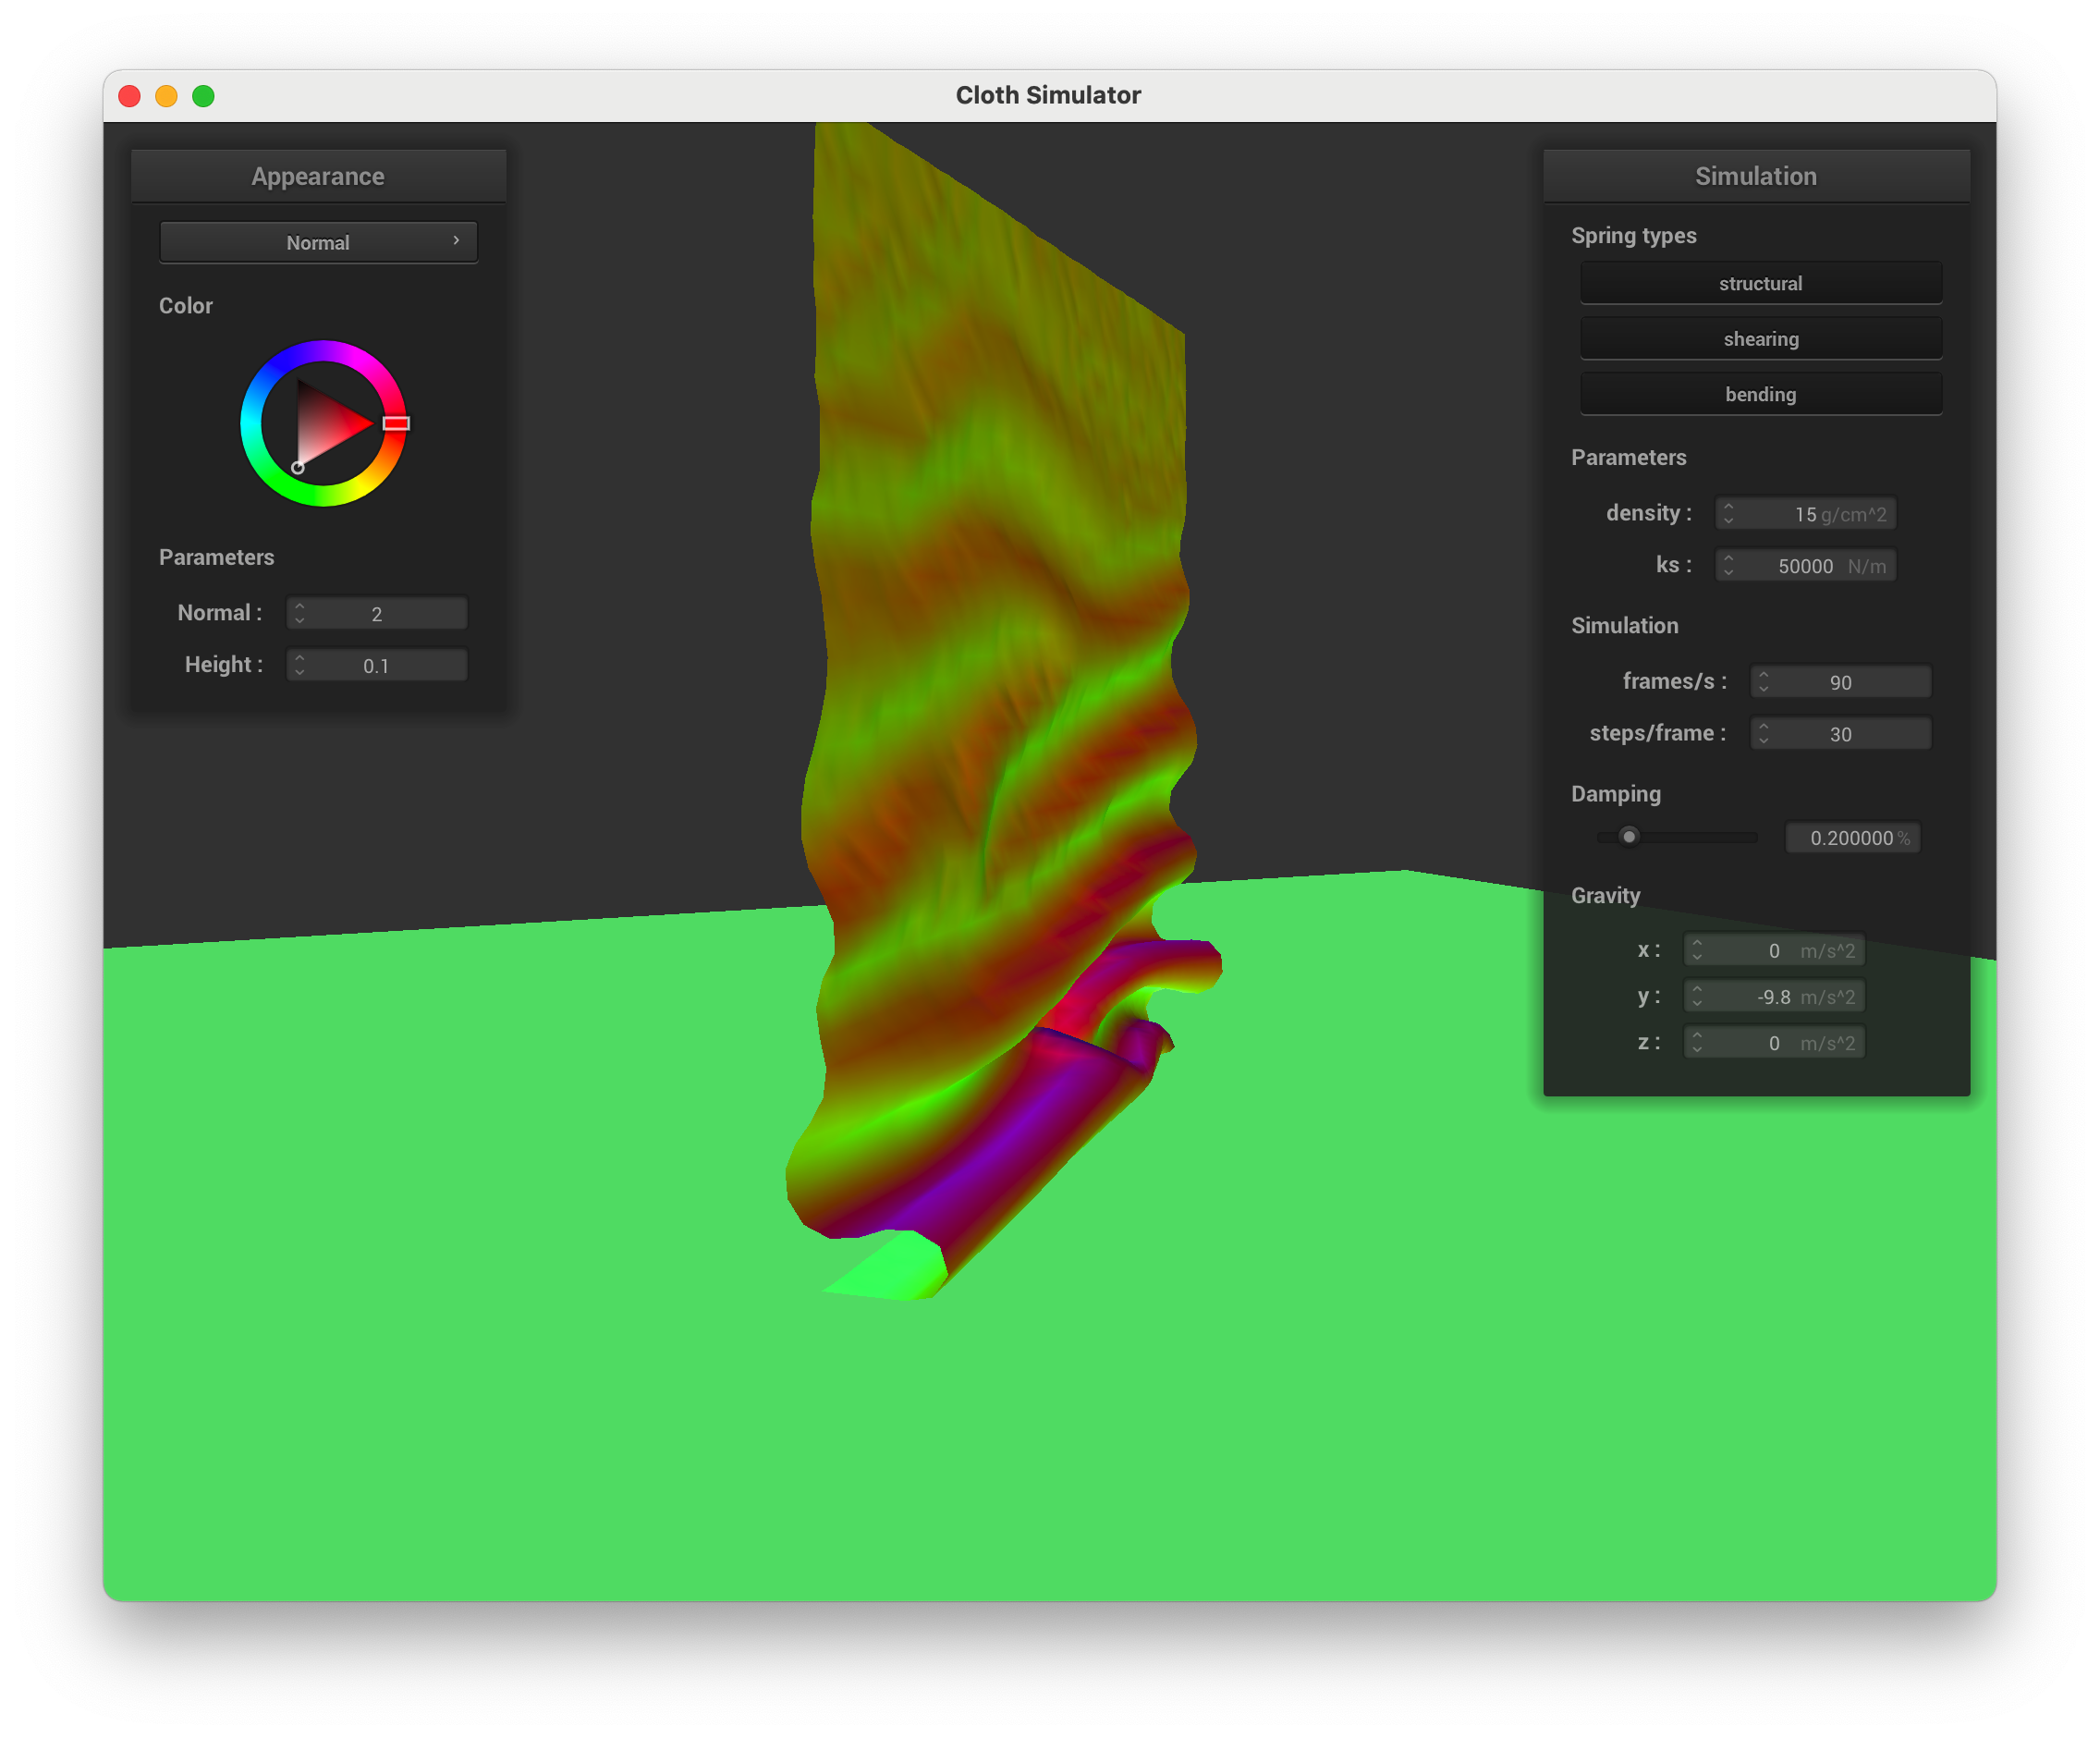 Cloth Simulator
Appearance
Normal
Color
Parameters
Normal : 2
Height : 0.1
Simulation
Spring types
structural
shearing
bending
Parameters
density : 15 g/cm^2
ks : 50000 N/m
Simulation
frames/s : 90
steps/frame : 30
Damping
0.200000 %
Gravity
x : 0 m/s^2
y : -9.8 m/s^2
z : 0 m/s^2